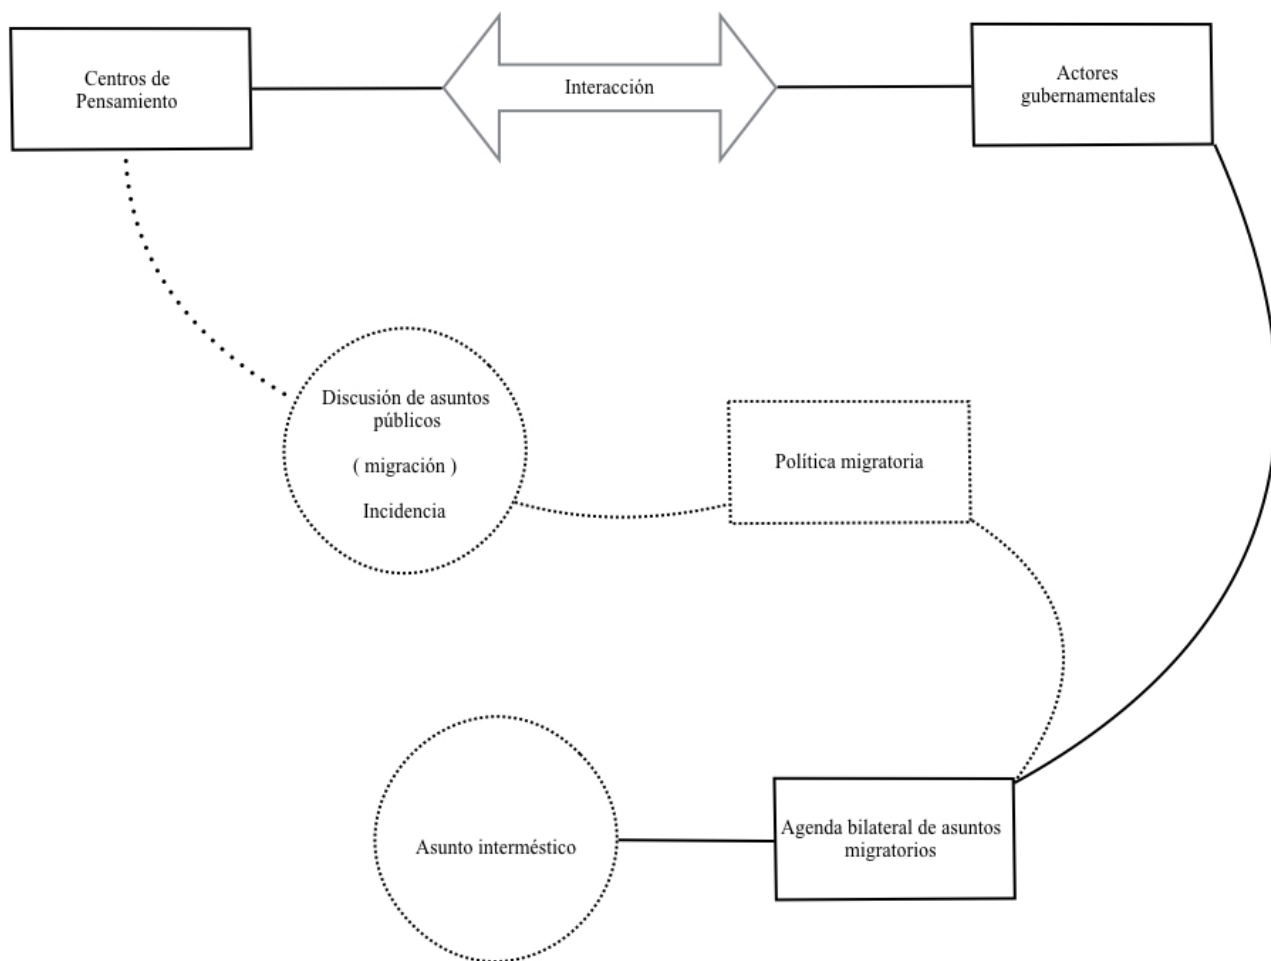 Centros de
Pensamiento
Interacción
Actores
gubernamentales
Discusión de asuntos
públicos
( migración )
Incidencia
Política migratoria
Asunto interméstico
Agenda bilateral de asuntos
migratorios